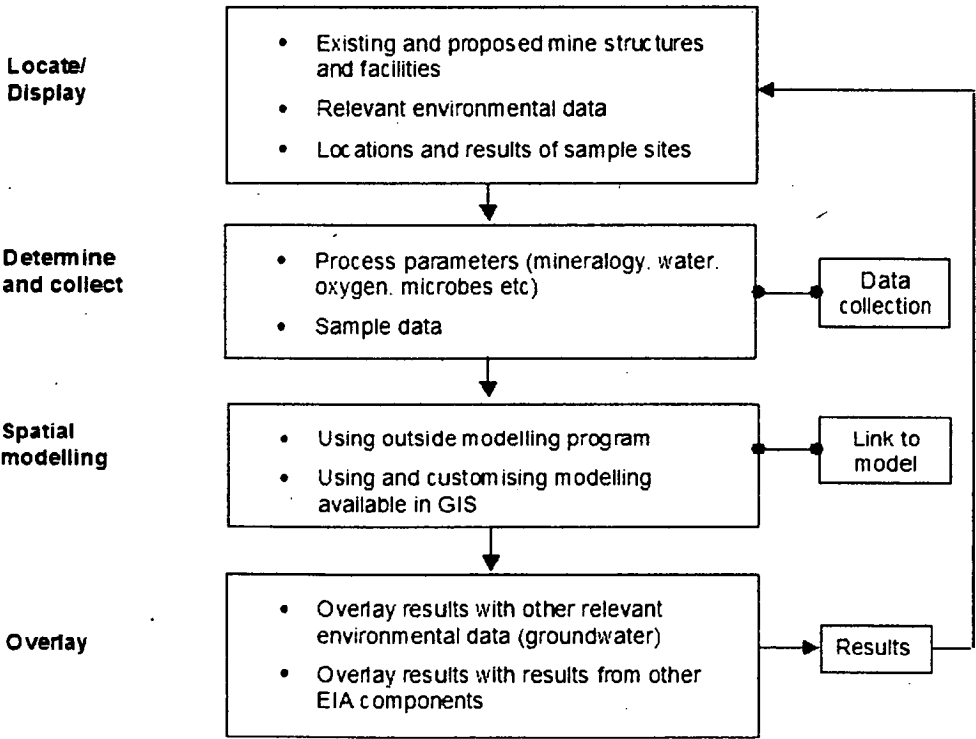 Locate/
Display
• Existing and proposed mine structures
and facilities
• Relevant environmental data
• Locations and results of sample sites
Determine
and collect
• Process parameters (mineralogy. water.
oxygen. microbes etc)
• Sample data
Data
collection
Spatial
modelling
• Using outside modelling program
• Using and customising modelling
available in GIS
Link to
model
Overlay
• Overlay results with other relevant
environmental data (groundwater)
• Overlay results with results from other
EIA components
Results